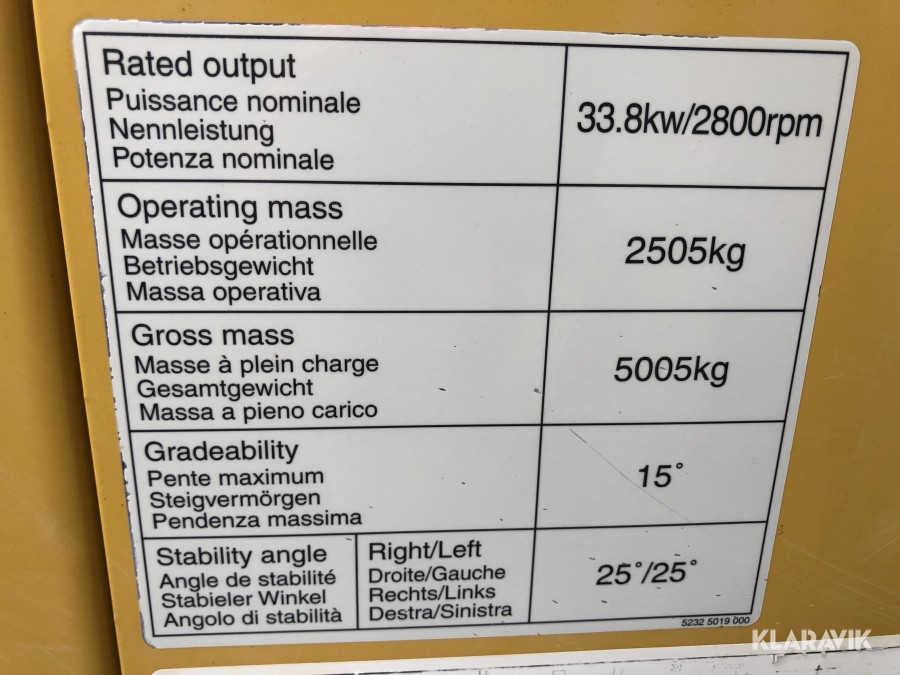 Rated output
Puissance nominale
Nennleistung
Potenza nominale
33.8kw/2800rpm
Operating mass
Masse opérationnelle
Betriebsgewicht
Massa operativa
2505kg
Gross mass
Masse à plein charge
Gesamtgewicht
Massa a pieno carico
5005kg
Gradeability
Pente maximum
Steigvermörgen
Pendenza massima
15°
Stability angle
Angle de stabilité
Stabieler Winkel
Angolo di stabilità
Right/Left
Droite/Gauche
Rechts/Links
Destra/Sinistra
25°/25°
5232 5019 000
KLARAVIK